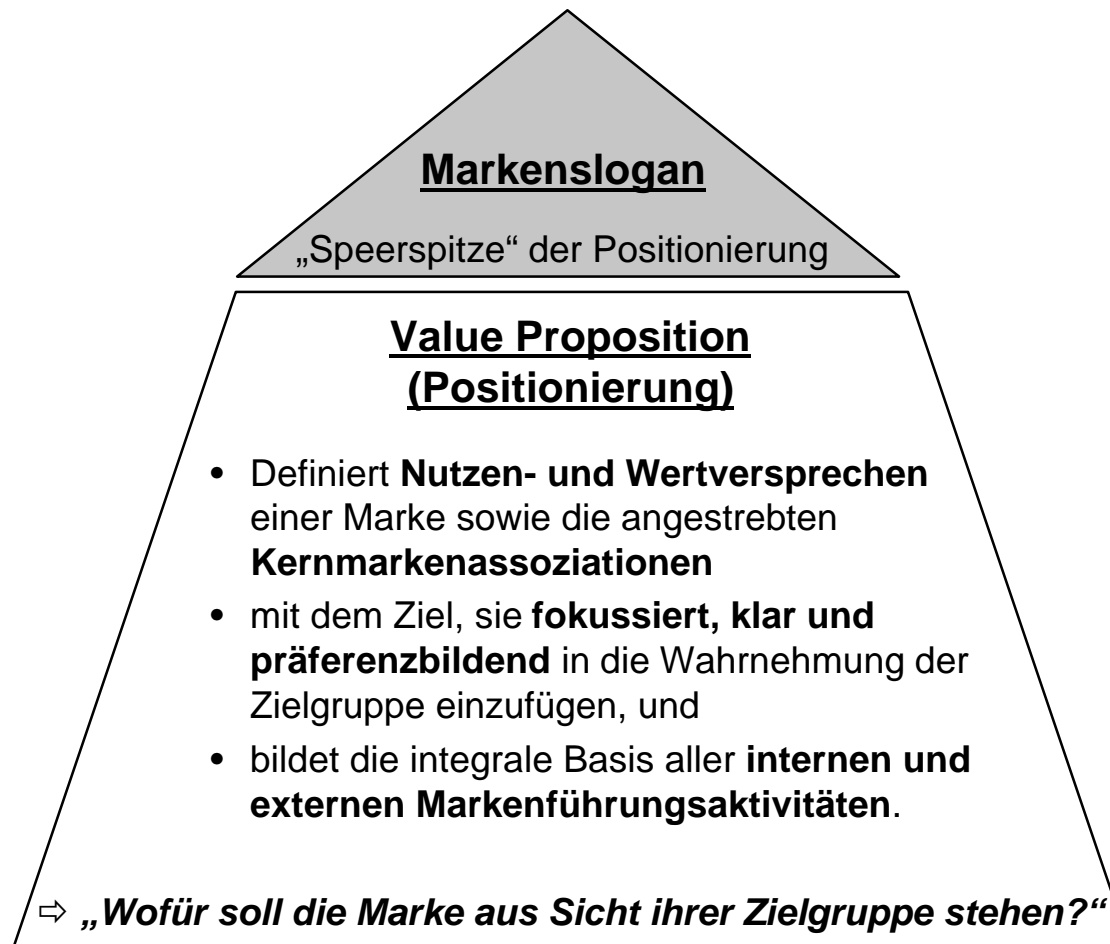 Markenslogan
„Speerspitze“ der Positionierung
Value Proposition
(Positionierung)
• Definiert Nutzen- und Wertversprechen
einer Marke sowie die angestrebten
Kernmarkenassoziationen
• mit dem Ziel, sie fokussiert, klar und
präferenzbildend in die Wahrnehmung der
Zielgruppe einzufügen, und
• bildet die integrale Basis aller internen und
externen Markenführungsaktivitäten.
⇨ „Wofür soll die Marke aus Sicht ihrer Zielgruppe stehen?“